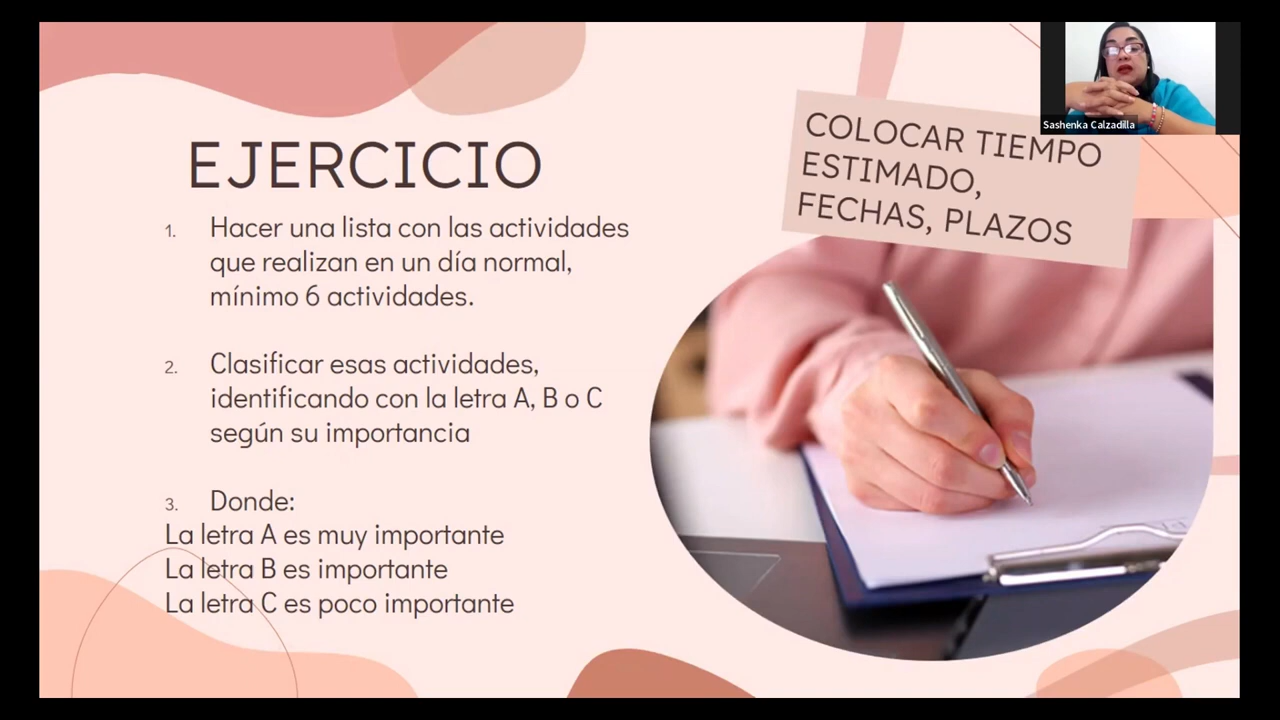 EJERCICIO
1. Hacer una lista con las actividades
que realizan en un día normal,
mínimo 6 actividades.
2. Clasificar esas actividades,
identificando con la letra A, B o C
según su importancia
3. Donde:
La letra A es muy importante
La letra B es importante
La letra C es poco importante
COLOCAR TIEMPO
ESTIMADO,
FECHAS, PLAZOS
Sashenka Calzadilla